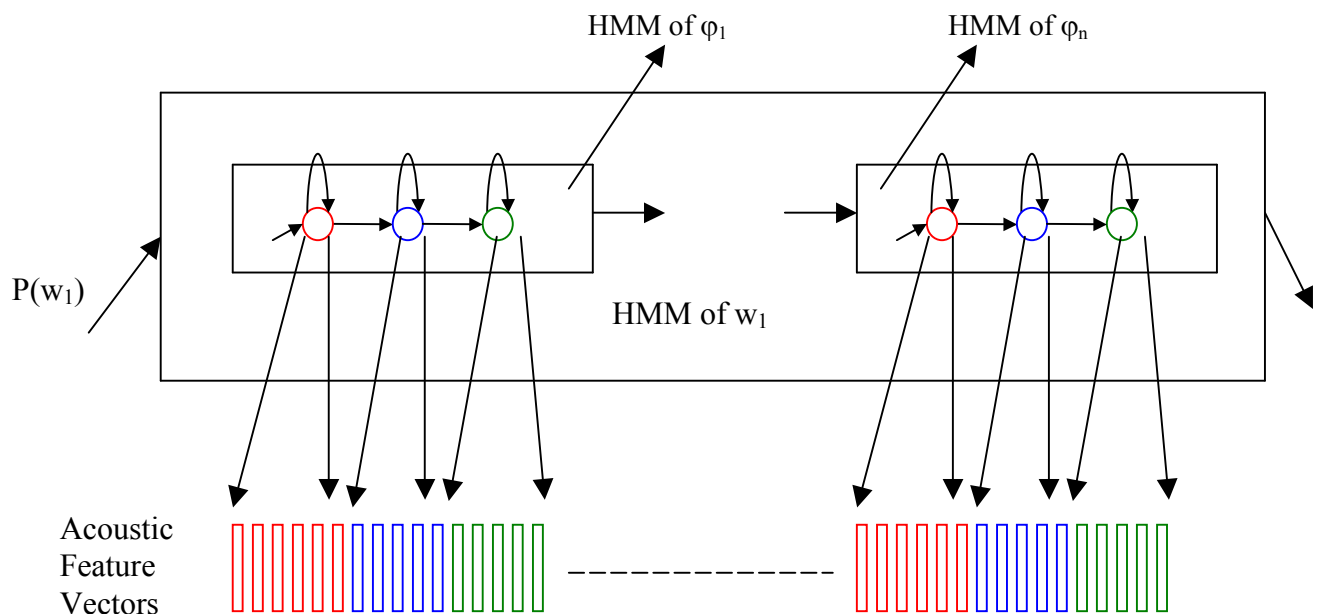 HMM of φ₁
HMM of φₙ
P(w₁)
HMM of w₁
Acoustic
Feature
Vectors